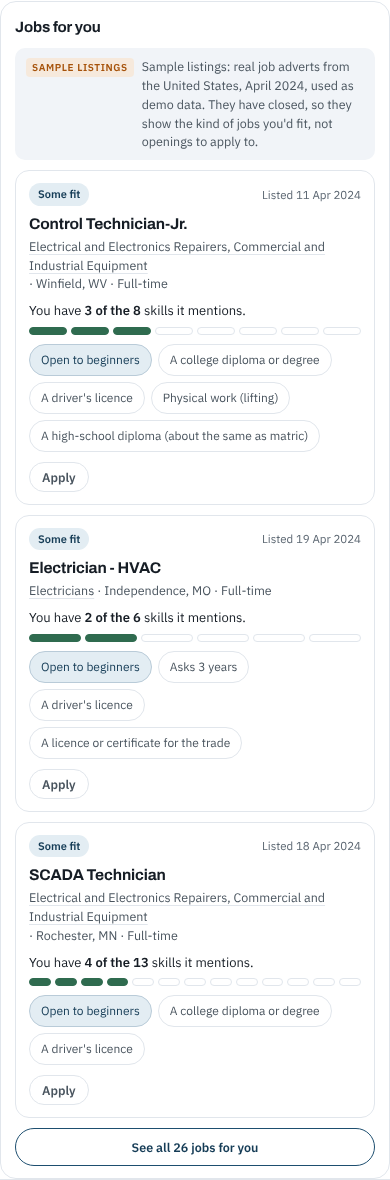 Jobs for you
SAMPLE LISTINGS
Sample listings: real job adverts from
the United States, April 2024, used as
demo data. They have closed, so they
show the kind of jobs you'd fit, not
openings to apply to.
Some fit
Listed 11 Apr 2024
Control Technician-Jr.
Electrical and Electronics Repairers, Commercial and
Industrial Equipment
· Winfield, WV · Full-time
You have 3 of the 8 skills it mentions.
Open to beginners
A college diploma or degree
A driver's licence
Physical work (lifting)
A high-school diploma (about the same as matric)
Apply
Some fit
Listed 19 Apr 2024
Electrician - HVAC
Electricians · Independence, MO · Full-time
You have 2 of the 6 skills it mentions.
Open to beginners
Asks 3 years
A driver's licence
A licence or certificate for the trade
Apply
Some fit
Listed 18 Apr 2024
SCADA Technician
Electrical and Electronics Repairers, Commercial and
Industrial Equipment
· Rochester, MN · Full-time
You have 4 of the 13 skills it mentions.
Open to beginners
A college diploma or degree
A driver's licence
Apply
See all 26 jobs for you